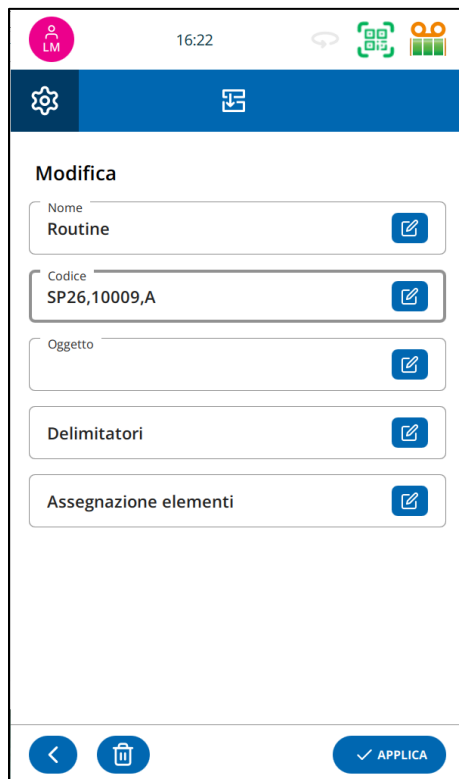 LM
16:22
Modifica
Nome
Routine
Codice
SP26,10009,A
Oggetto
Delimitatori
Assegnazione elementi
APPLICA